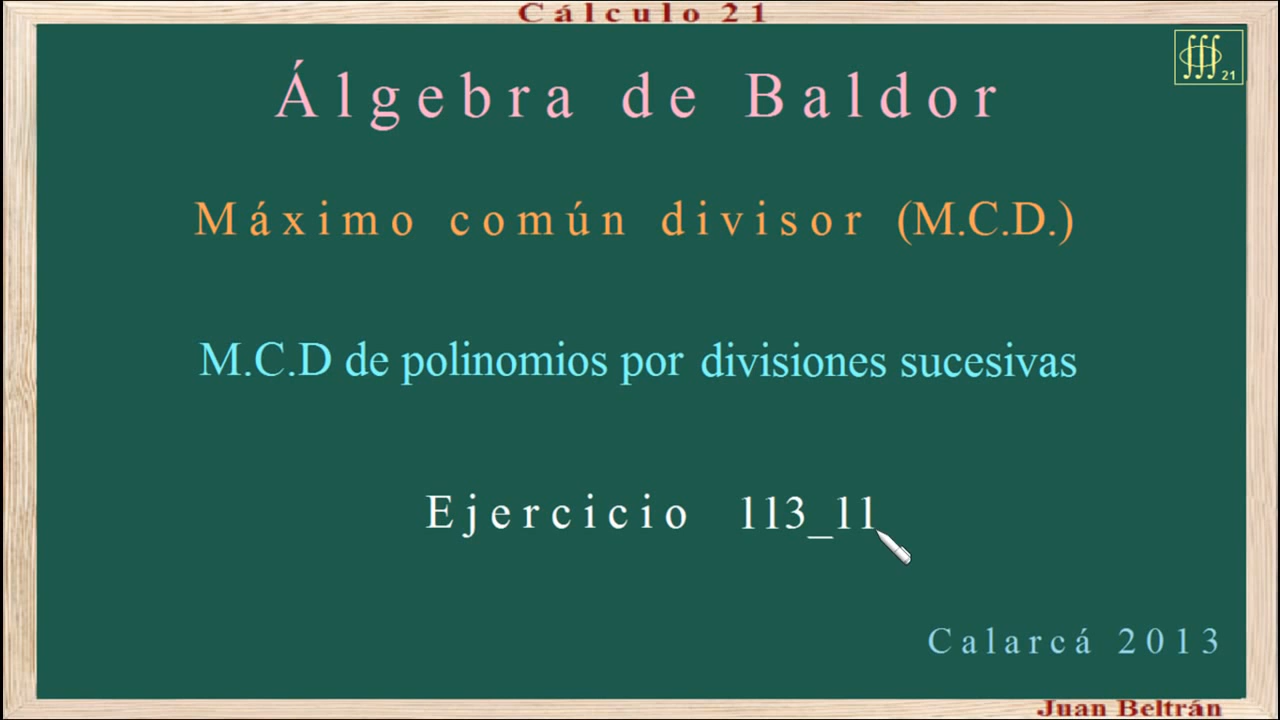 Cálculo 21
∭ 21
Álgebra de Baldor
Máximo común divisor (M.C.D.)
M.C.D de polinomios por divisiones sucesivas
Ejercicio 113_11
Calarcá 2013
Juan Beltrán